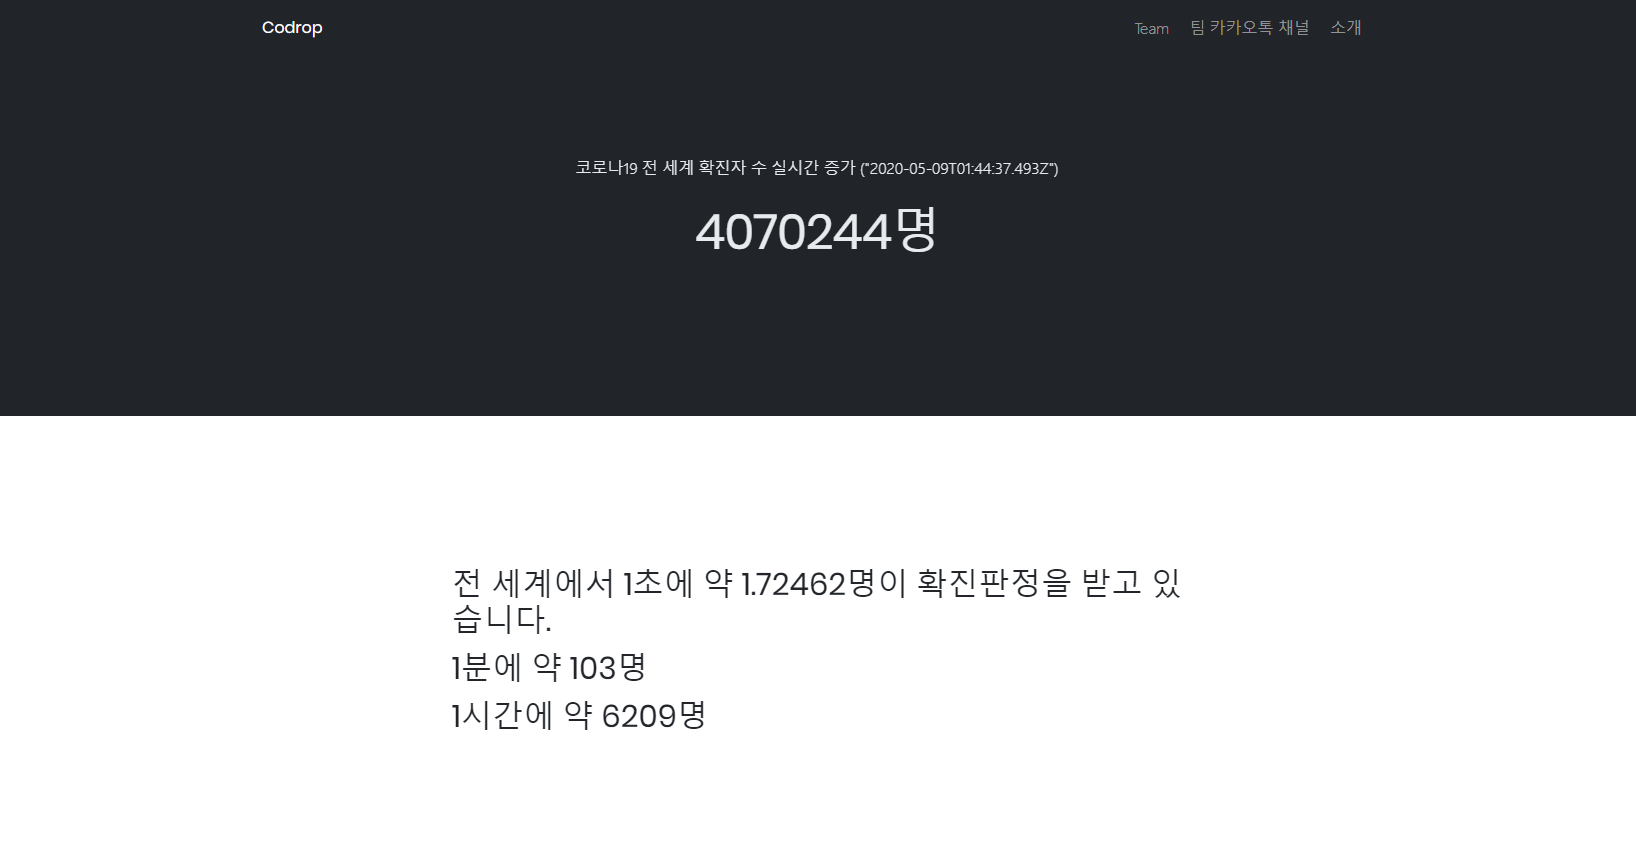 Codrop
Team 팀 카카오톡 채널 소개
코로나19 전 세계 확진자 수 실시간 증가 ("2020-05-09T01:44:37.493Z")
4070244명
전 세계에서 1초에 약 1.72462명이 확진판정을 받고 있
습니다.
1분에 약 103명
1시간에 약 6209명